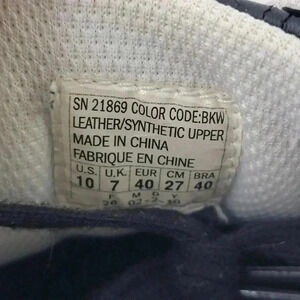 SN 21869 COLOR CODE:BKW
LEATHER/SYNTHETIC UPPER
MADE IN CHINA
FABRIQUE EN CHINE
U.S. U.K. EUR CM BRA
10 7 40 27 40